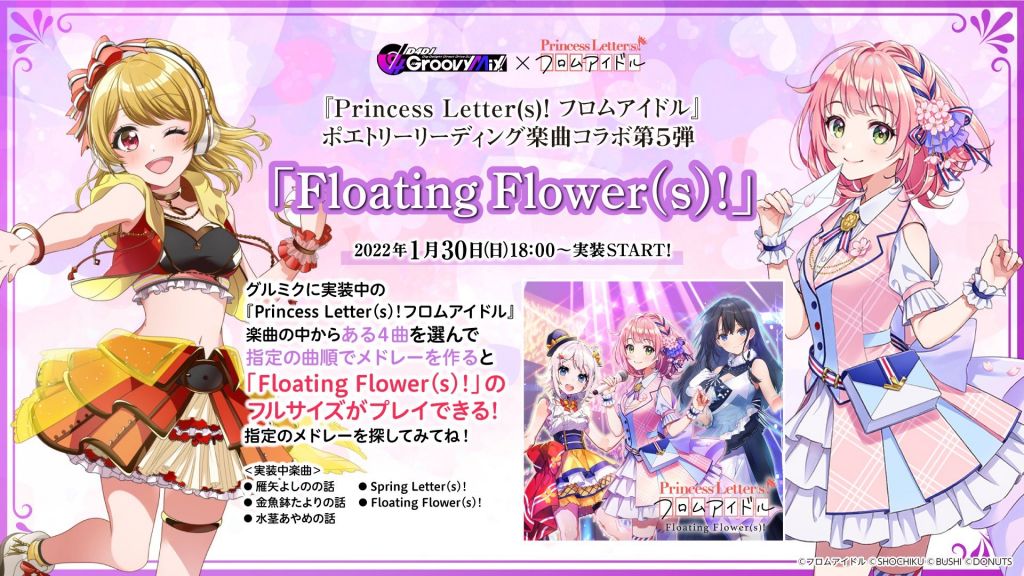 D4DJ
GroovyMix × Princess Letter(s)! フロムアイドル
『Princess Letter(s)! フロムアイドル』
ポエトリーリーディング楽曲コラボ第5弾
「Floating Flower(s)!」
2022年1月30日(日)18:00～実装START!
グルミクに実装中の
『Princess Letter(s)!フロムアイドル』
楽曲の中からある4曲を選んで
指定の曲順でメドレーを作ると
「Floating Flower(s)!」の
フルサイズがプレイできる!
指定のメドレーを探してみてね!
＜実装中楽曲＞
● 雁矢よしのの話
● Spring Letter(s)!
● 金魚鉢たよりの話
● Floating Flower(s)!
● 水茎あやめの話
Princess Letter(s)!
フロムアイドル
Floating Flower(s)!
©フロムアイドル © SHOCHIKU © BUSHI © DONUTS